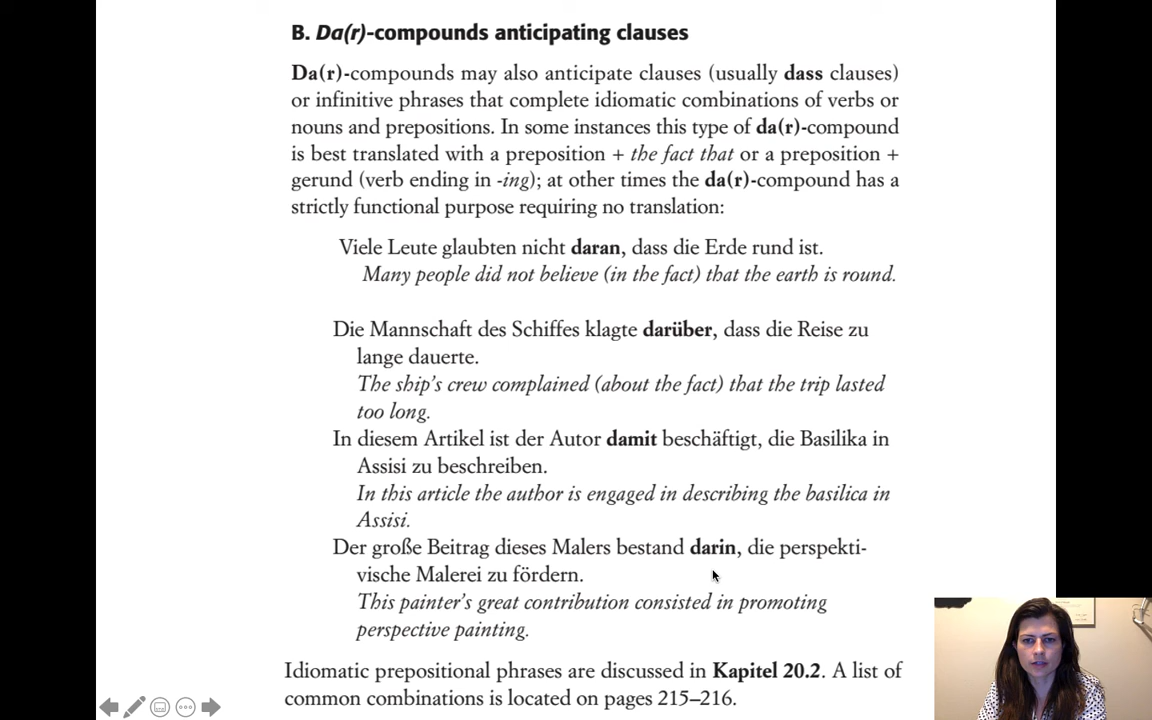 B. Da(r)-compounds anticipating clauses
Da(r)-compounds may also anticipate clauses (usually dass clauses)
or infinitive phrases that complete idiomatic combinations of verbs or
nouns and prepositions. In some instances this type of da(r)-compound
is best translated with a preposition + the fact that or a preposition +
gerund (verb ending in -ing); at other times the da(r)-compound has a
strictly functional purpose requiring no translation:
Viele Leute glaubten nicht daran, dass die Erde rund ist.
Many people did not believe (in the fact) that the earth is round.
Die Mannschaft des Schiffes klagte darüber, dass die Reise zu
lange dauerte.
The ship's crew complained (about the fact) that the trip lasted
too long.
In diesem Artikel ist der Autor damit beschäftigt, die Basilika in
Assisi zu beschreiben.
In this article the author is engaged in describing the basilica in
Assisi.
Der große Beitrag dieses Malers bestand darin, die perspekti-
vische Malerei zu fördern.
This painter's great contribution consisted in promoting
perspective painting.
Idiomatic prepositional phrases are discussed in Kapitel 20.2. A list of
common combinations is located on pages 215–216.